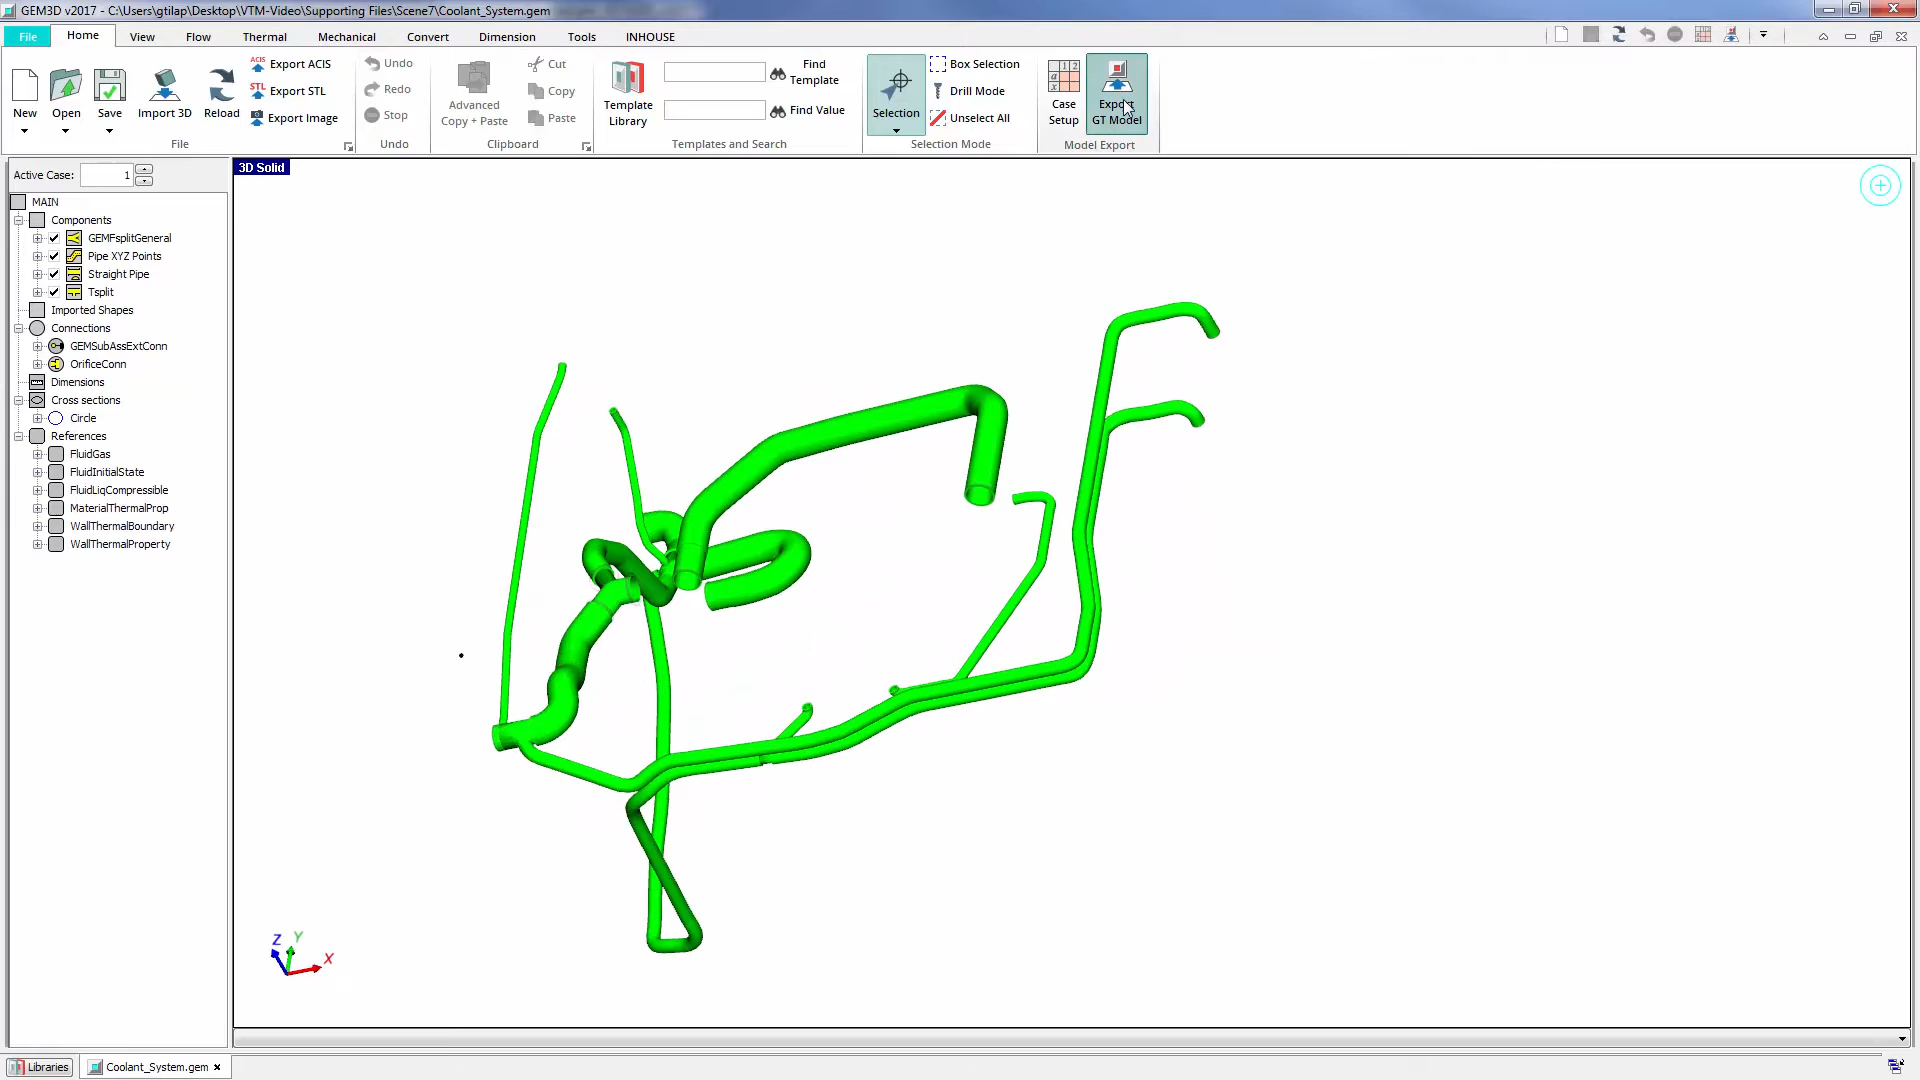 GEM3D v2017 - C:\Users\gtilap\Desktop\VTM-Video\Supporting Files\Scene7\Coolant_System.gem
File Home View Flow Thermal Mechanical Convert Dimension Tools INHOUSE
New
Open
Save
Import 3D
Reload
ACIS Export ACIS
STL Export STL
Export Image
File
Undo
Redo
Stop
Undo
Advanced
Copy + Paste
Cut
Copy
Paste
Clipboard
Template
Library
Find
Template
Find Value
Templates and Search
Selection
Box Selection
Drill Mode
Unselect All
Selection Mode
1 2
a
x
Case
Setup
Export
GT Model
Model Export
Active Case: 1
MAIN
Components
GEMFsplitGeneral
Pipe XYZ Points
Straight Pipe
Tsplit
Imported Shapes
Connections
GEMSubAssExtConn
OrificeConn
Dimensions
Cross sections
Circle
References
FluidGas
FluidInitialState
FluidLiqCompressible
MaterialThermalProp
WallThermalBoundary
WallThermalProperty
3D Solid
Z Y X
Libraries
Coolant_System.gem